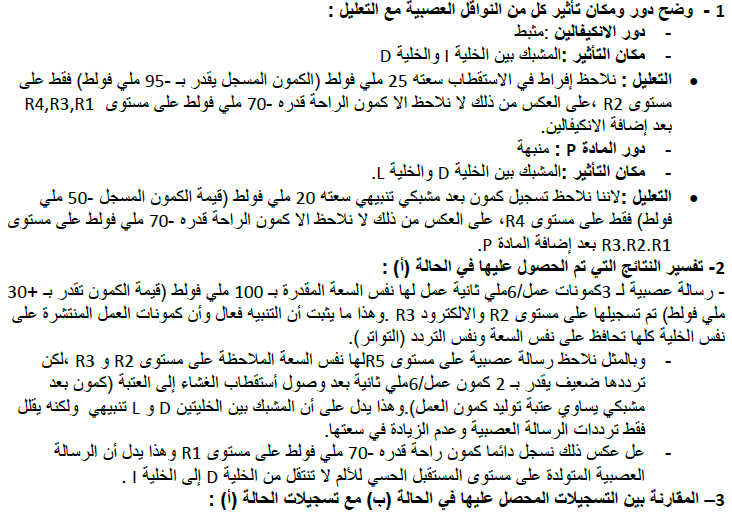 1 - وضح دور ومكان تأثير كل من النواقل العصبية مع التعليل :
- دور الانكيفالين :مثبط
- مكان التأثير :المشبك بين الخلية I والخلية D
• التعليل : نلاحظ إفراط في الاستقطاب سعته 25 ملي فولط (الكمون المسجل يقدر بـ -95 ملي فولط) فقط على
مستوى R2 ،على العكس من ذلك لا نلاحظ الا كمون الراحة قدره -70 ملي فولط على مستوى R4,R3,R1
بعد إضافة الانكيفالين.
- دور المادة P : منبهة
- مكان التأثير :المشبك بين الخلية D والخلية L.
• التعليل :لاننا نلاحظ تسجيل كمون بعد مشبكي تنبيهي سعته 20 ملي فولط (قيمة الكمون المسجل -50 ملي
فولط) فقط على مستوى R4، على العكس من ذلك لا نلاحظ الا كمون الراحة قدره -70 ملي فولط على مستوى
R3.R2.R1 بعد إضافة المادة P.
2- تفسير النتائج التي تم الحصول عليها في الحالة (أ) :
- رسالة عصبية لـ 3كمونات عمل/6ملي ثانية عمل لها نفس السعة المقدرة بـ 100 ملي فولط (قيمة الكمون تقدر بـ +30
ملي فولط) تم تسجيلها على مستوى R2 والالكترود R3 .وهذا ما يثبت أن التنبيه فعال وأن كمونات العمل المنتشرة على
نفس الخلية كلها تحافظ على نفس السعة ونفس التردد (التواتر).
- وبالمثل نلاحظ رسالة عصبية على مستوى R5لها نفس السعة الملاحظة على مستوى R2 و R3 ،لكن
ترددها ضعيف يقدر بـ 2 كمون عمل/6ملي ثانية بعد وصول أستقطاب الغشاء إلى العتبة (كمون بعد
مشبكي يساوي عتبة توليد كمون العمل).وهذا يدل على أن المشبك بين الخليتين D و L تنبيهي ولكنه يقلل
فقط ترددات الرسالة العصبية وعدم الزيادة في سعتها.
- عل عكس ذلك نسجل دائما كمون راحة قدره -70 ملي فولط على مستوى R1 وهذا يدل أن الرسالة
العصبية المتولدة على مستوى المستقبل الحسي للألم لا تنتقل من الخلية D إلى الخلية I .
3– المقارنة بين التسجيلات المحصل عليها في الحالة (ب) مع تسجيلات الحالة (أ) :